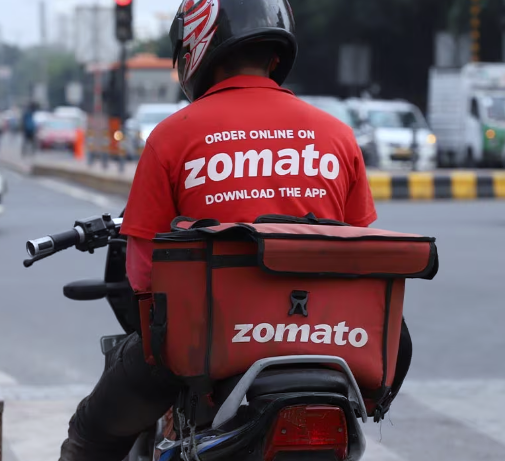 ORDER ONLINE ON
zomato
DOWNLOAD THE APP
zomato